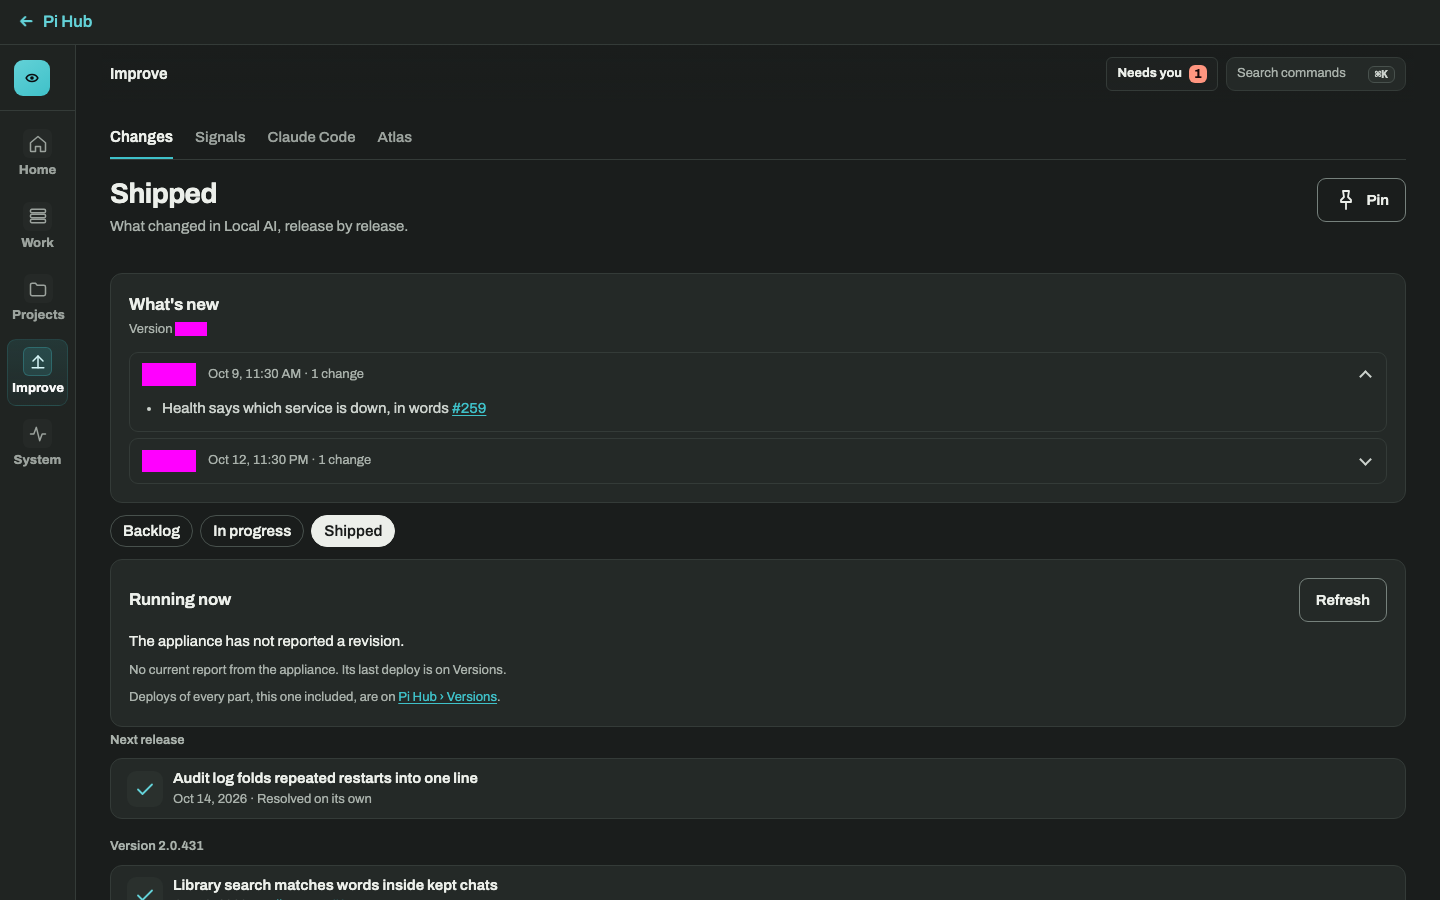 Pi Hub
Improve
Needs you 1
Search commands ⌘K
Home
Work
Projects
Improve
System
Changes Signals Claude Code Atlas
Shipped
What changed in Local AI, release by release.
Pin
What's new
Version
Oct 9, 11:30 AM · 1 change
• Health says which service is down, in words #259
Oct 12, 11:30 PM · 1 change
Backlog In progress Shipped
Running now
Refresh
The appliance has not reported a revision.
No current report from the appliance. Its last deploy is on Versions.
Deploys of every part, this one included, are on Pi Hub › Versions.
Next release
Audit log folds repeated restarts into one line
Oct 14, 2026 · Resolved on its own
Version 2.0.431
Library search matches words inside kept chats